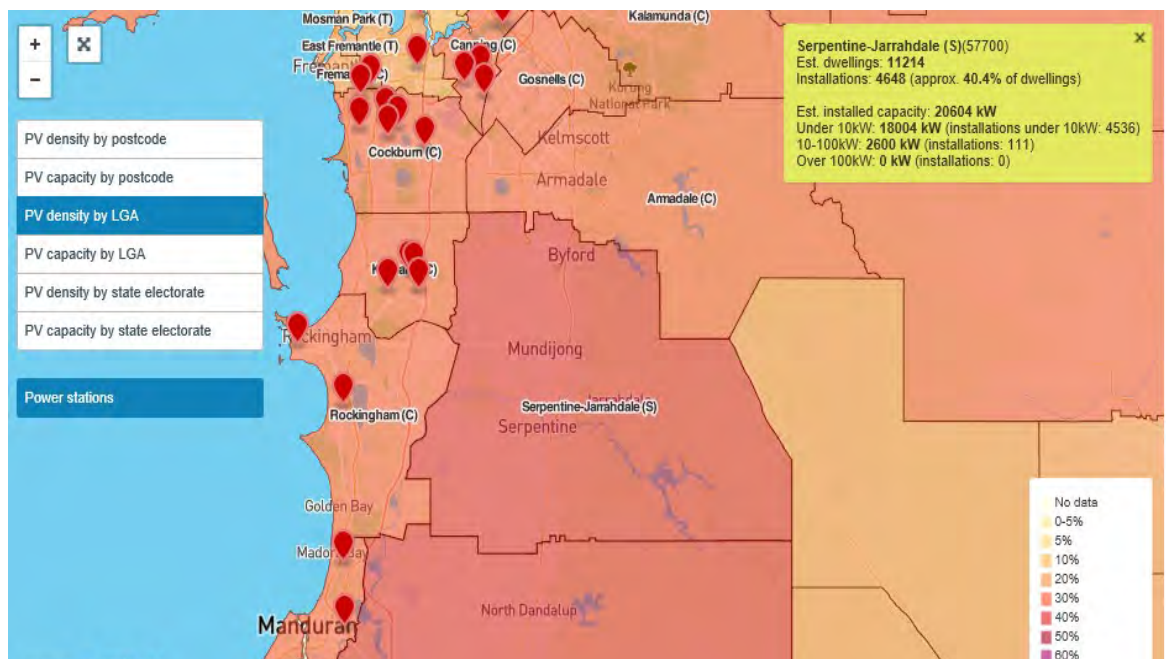 Mosman Park (T)
Kalamunda (C)
East Fremantle (T)
Canning (C)
Gosnells (C)
Korung
National Park
Kelmscott
Cockburn (C)
Armadale
Armadale (C)
Byford
Rockingham
Mundijong
Rockingham (C)
Serpentine-Jarrahdale (S)
Jarrahdale
Serpentine
Golden Bay
North Dandalup
Mandurah
+
−
PV density by postcode
PV capacity by postcode
PV density by LGA
PV capacity by LGA
PV density by state electorate
PV capacity by state electorate
Power stations
Serpentine-Jarrahdale (S)(57700)
Est. dwellings: 11214
Installations: 4648 (approx. 40.4% of dwellings)
Est. installed capacity: 20604 kW
Under 10kW: 18004 kW (installations under 10kW: 4536)
10-100kW: 2600 kW (installations: 111)
Over 100kW: 0 kW (installations: 0)
No data
0-5%
5%
10%
20%
30%
40%
50%
60%